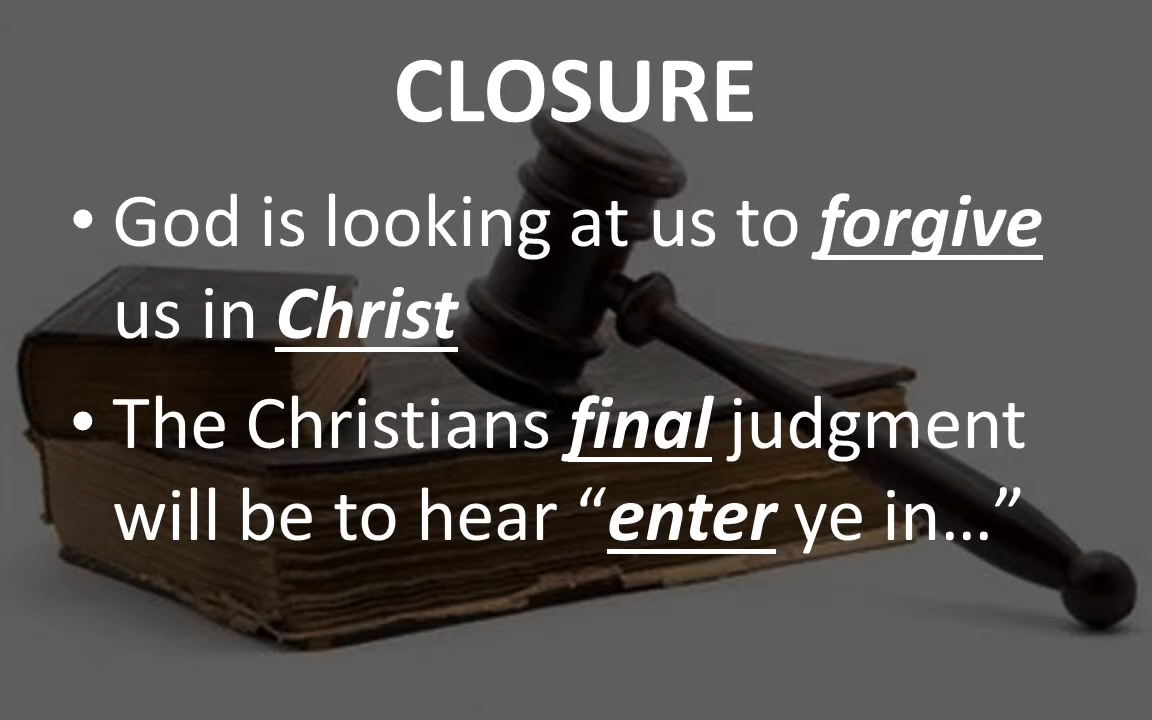 CLOSURE
• God is looking at us to forgive
us in Christ
• The Christians final judgment
will be to hear “enter ye in…”